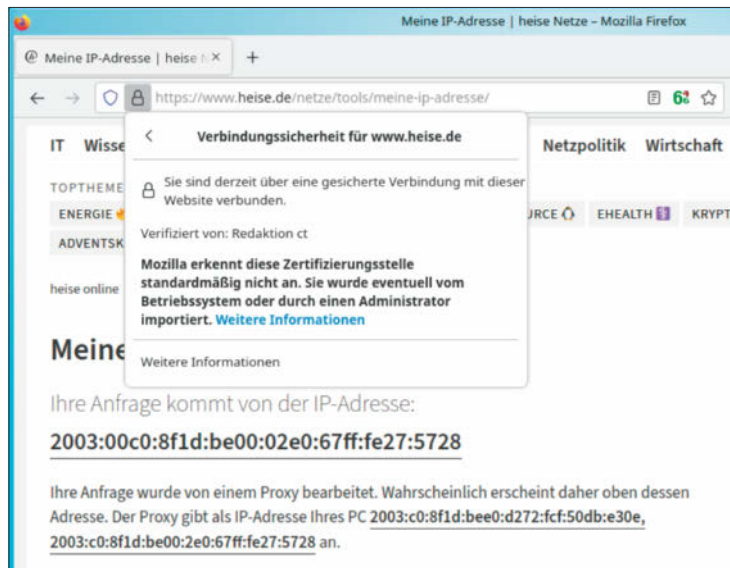 Meine IP-Adresse | heise Netze – Mozilla Firefox
Meine IP-Adresse | heise
https://www.heise.de/netze/tools/meine-ip-adresse/
IT Netzpolitik Wirtschaft
Verbindungssicherheit für www.heise.de
Sie sind derzeit über eine gesicherte Verbindung mit dieser
Website verbunden.
ENERGIE EHEALTH
Verifiziert von: Redaktion ct
Mozilla erkennt diese Zertifizierungsstelle
standardmäßig nicht an. Sie wurde eventuell vom
Betriebssystem oder durch einen Administrator
importiert. Weitere Informationen
heise online
Weitere Informationen
Meine
Ihre Anfrage kommt von der IP-Adresse:
2003:00c0:8f1d:be00:02e0:67ff:fe27:5728
Ihre Anfrage wurde von einem Proxy bearbeitet. Wahrscheinlich erscheint daher oben dessen
Adresse. Der Proxy gibt als IP-Adresse Ihres PC 2003:c0:8f1d:bee0:d272:fcf:50db:e30e,
2003:c0:8f1d:be00:2e0:67ff:fe27:5728 an.